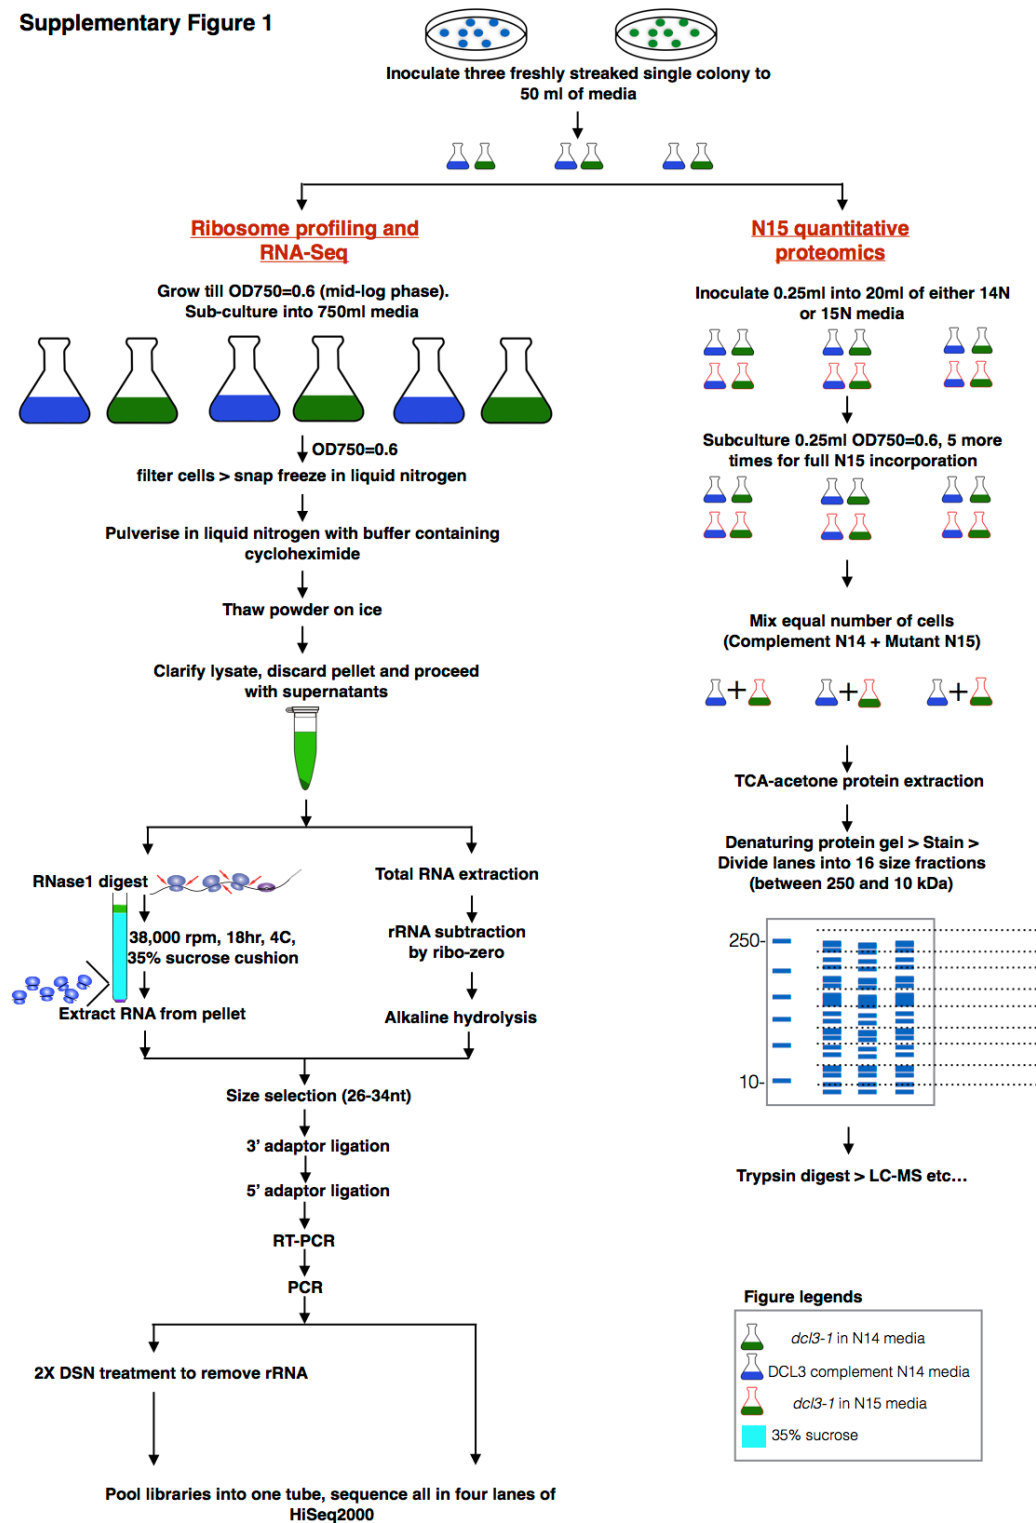 Supplementary Figure 1
Inoculate three freshly streaked single colony to
50 ml of media
Ribosome profiling and
RNA-Seq
Grow till OD750=0.6 (mid-log phase).
Sub-culture into 750ml media
OD750=0.6
filter cells > snap freeze in liquid nitrogen
Pulverise in liquid nitrogen with buffer containing
cycloheximide
Thaw powder on ice
Clarify lysate, discard pellet and proceed
with supernatants
RNase1 digest
38,000 rpm, 18hr, 4C,
35% sucrose cushion
Extract RNA from pellet
Total RNA extraction
rRNA subtraction
by ribo-zero
Alkaline hydrolysis
Size selection (26-34nt)
3' adaptor ligation
5' adaptor ligation
RT-PCR
PCR
2X DSN treatment to remove rRNA
Pool libraries into one tube, sequence all in four lanes of
HiSeq2000
N15 quantitative
proteomics
Inoculate 0.25ml into 20ml of either 14N
or 15N media
Subculture 0.25ml OD750=0.6, 5 more
times for full N15 incorporation
Mix equal number of cells
(Complement N14 + Mutant N15)
+ + +
TCA-acetone protein extraction
Denaturing protein gel > Stain >
Divide lanes into 16 size fractions
(between 250 and 10 kDa)
250-
10-
Trypsin digest > LC-MS etc...
Figure legends
dcl3-1 in N14 media
DCL3 complement N14 media
dcl3-1 in N15 media
35% sucrose